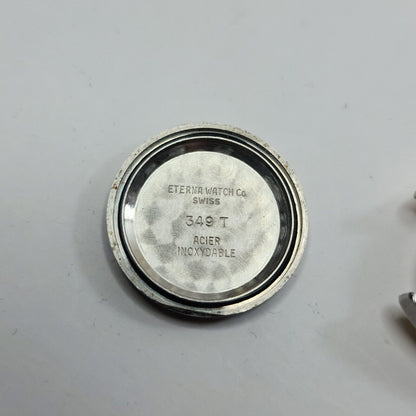 ETERNA WATCH Co
SWISS
349 T
ACIER
INOXYDABLE